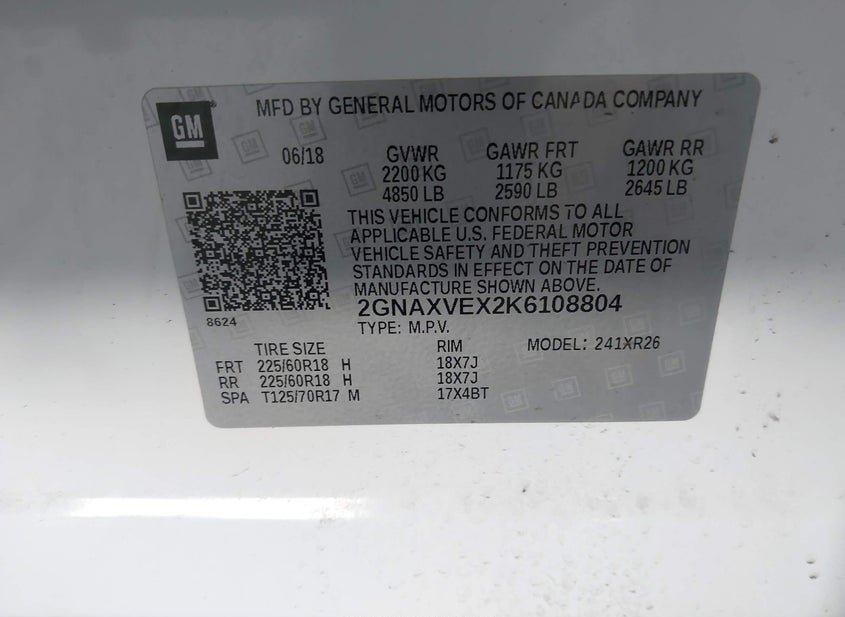 GM
MFD BY GENERAL MOTORS OF CANADA COMPANY
06/18 GVWR GAWR FRT GAWR RR
2200 KG 1175 KG 1200 KG
4850 LB 2590 LB 2645 LB
THIS VEHICLE CONFORMS TO ALL
APPLICABLE U.S. FEDERAL MOTOR
VEHICLE SAFETY AND THEFT PREVENTION
STANDARDS IN EFFECT ON THE DATE OF
MANUFACTURE SHOWN ABOVE.
8624
2GNAXVEX2K6108804
TYPE: M.P.V.
TIRE SIZE RIM MODEL: 241XR26
FRT 225/60R18 H 18X7J
RR 225/60R18 H 18X7J
SPA T125/70R17 M 17X4BT